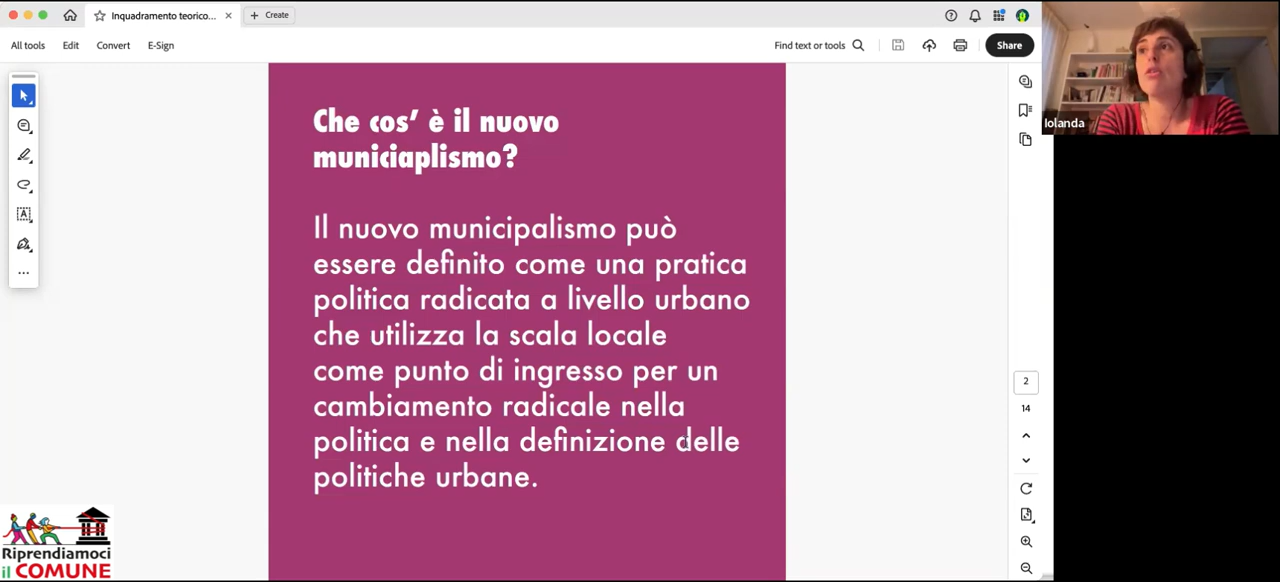 Inquadramento teorico...
Create
All tools
Edit
Convert
E-Sign
Find text or tools
Share
Iolanda
Che cos’ è il nuovo
municiaplismo?
Il nuovo municipalismo può
essere definito come una pratica
politica radicata a livello urbano
che utilizza la scala locale
come punto di ingresso per un
cambiamento radicale nella
politica e nella definizione delle
politiche urbane.
2
14
Riprendiamoci
il COMUNE